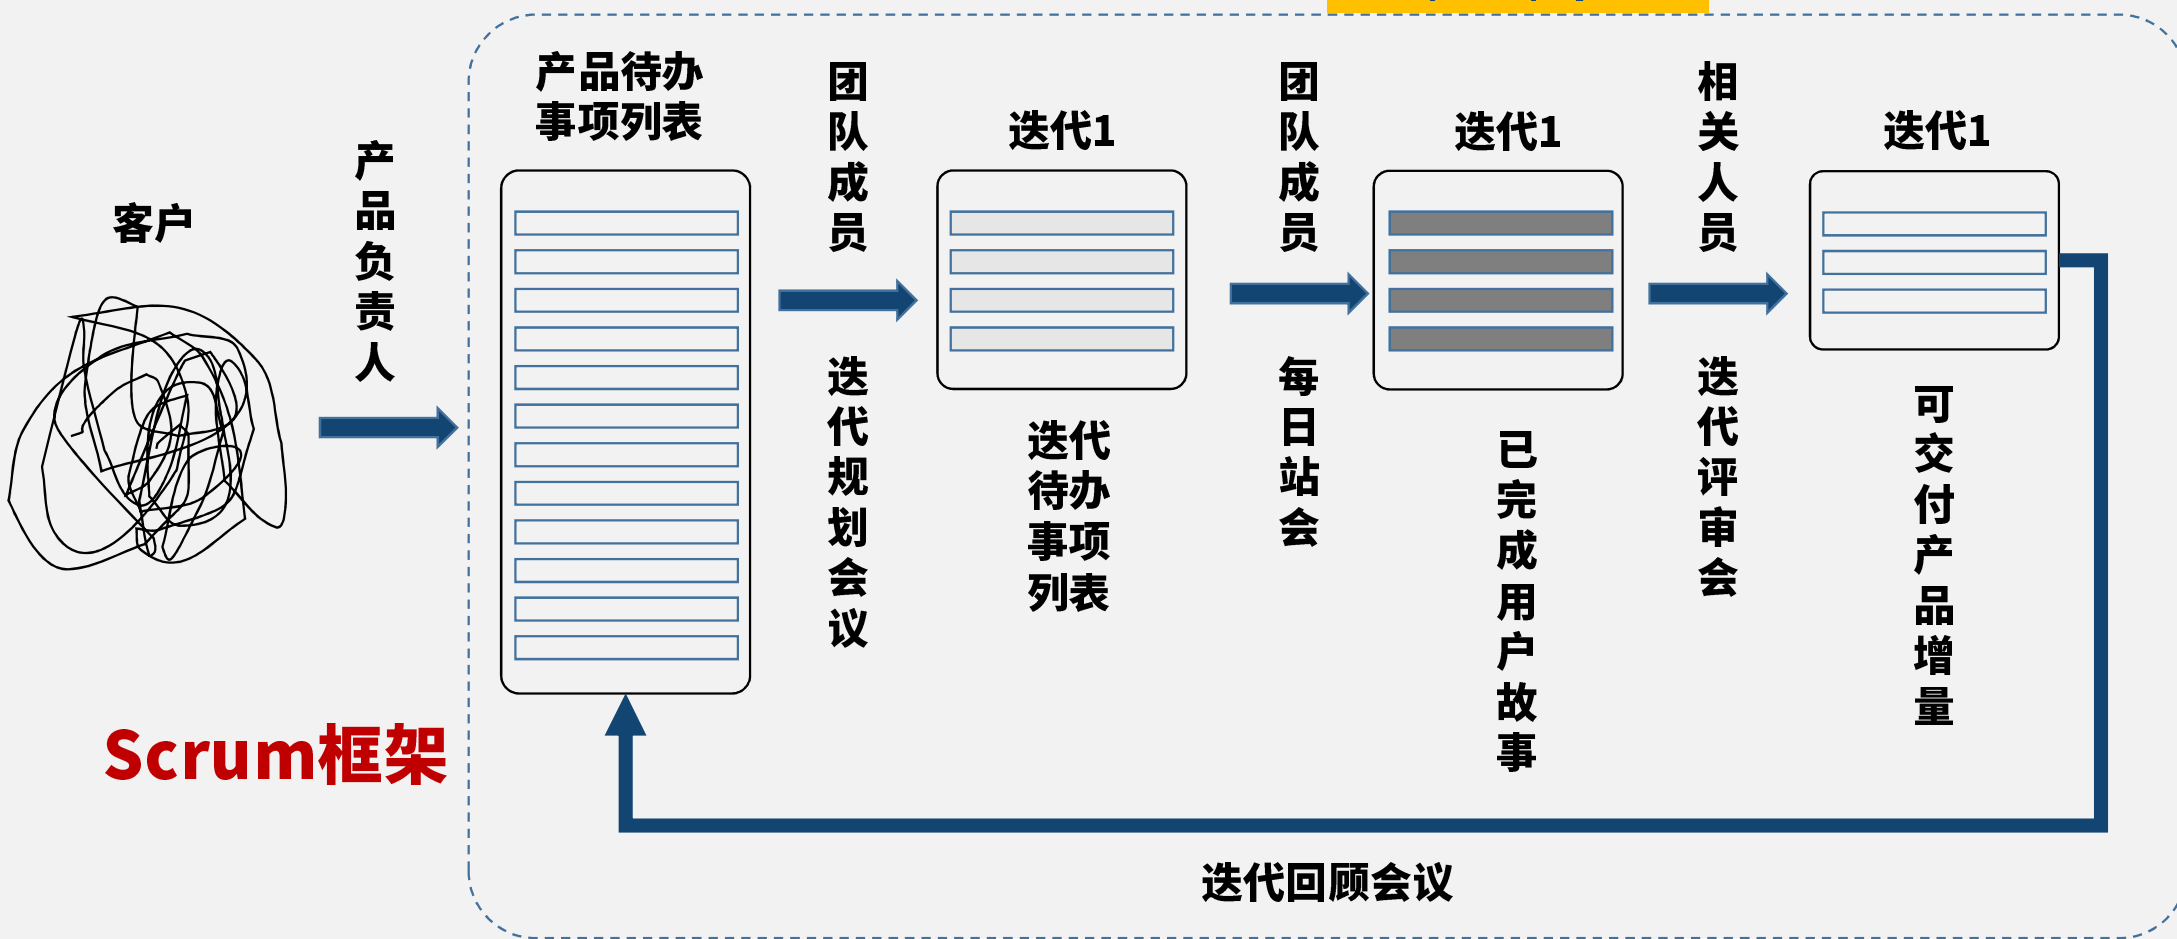 客户
产品负责人
Scrum框架
产品待办
事项列表
团队成员
迭代规划会议
迭代1
迭代
待办
事项
列表
团队成员
每日站会
迭代1
已完成用户故事
相关人员
迭代评审会
迭代1
可交付产品增量
迭代回顾会议